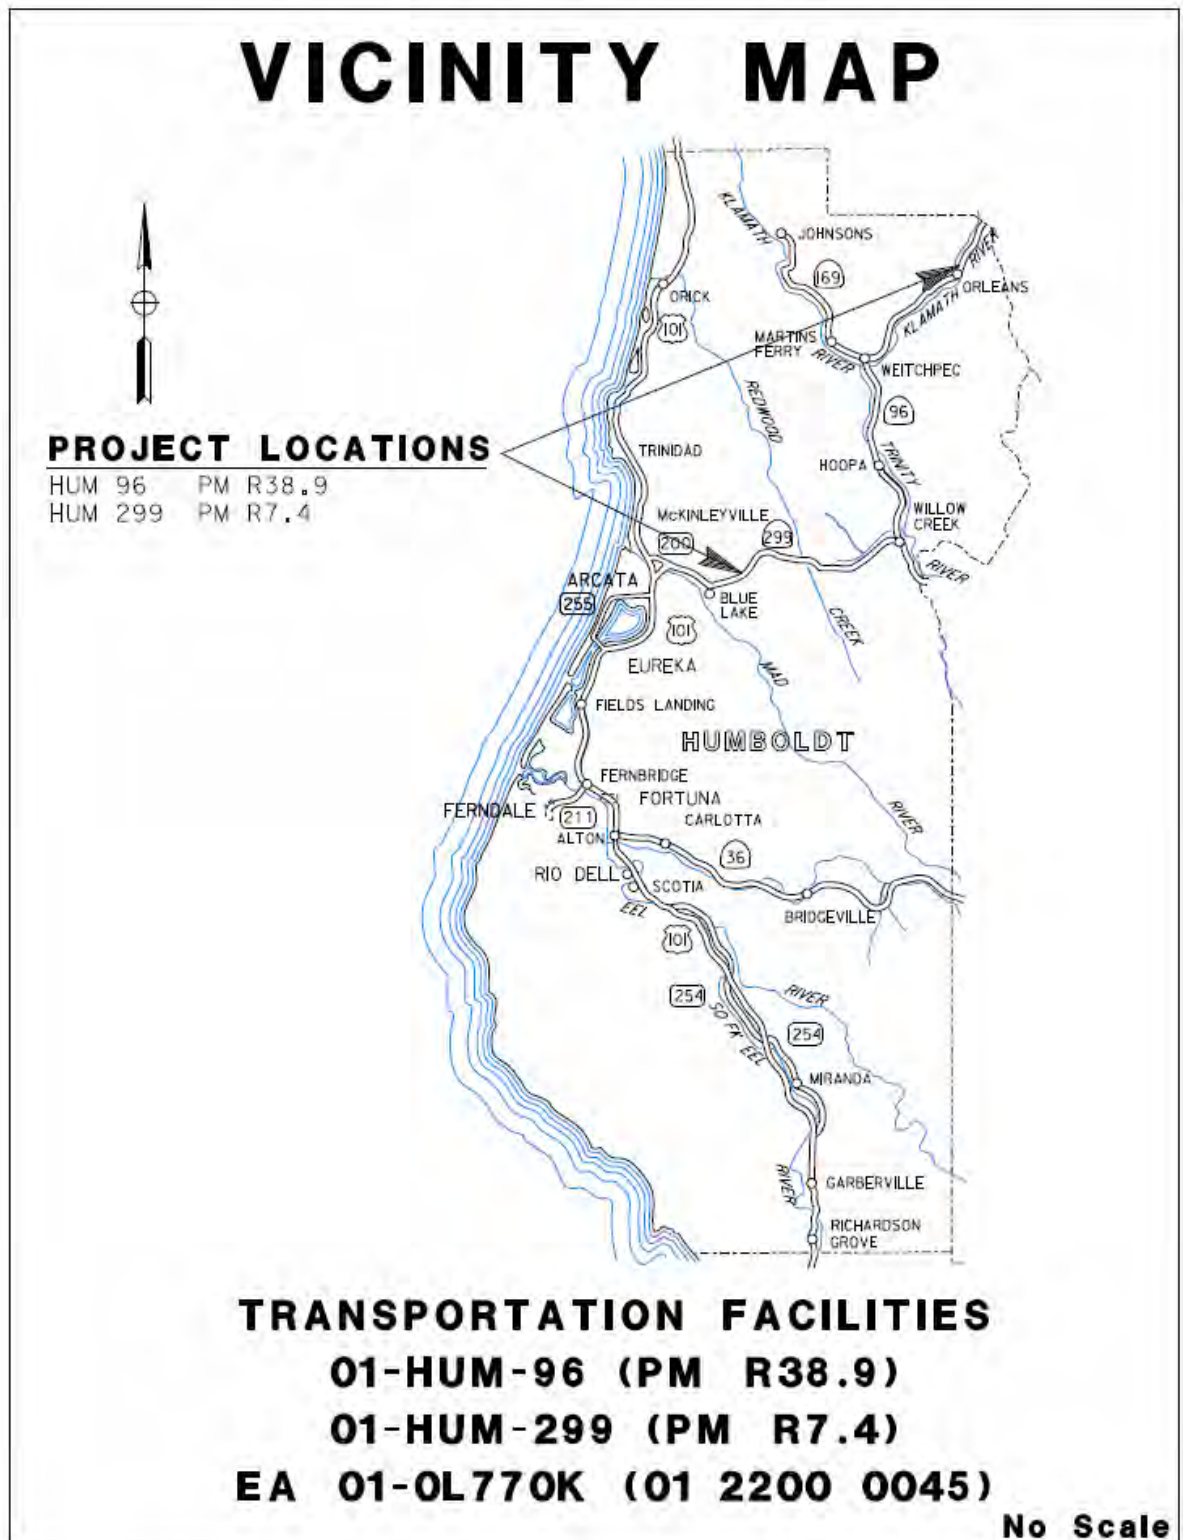 VICINITY MAP
KLAMATH
JOHNSONS
RIVER
169
ORLEANS
ORICK
KLAMATH
101
MARTINS
FERRY
RIVER
WEITCHPEC
REDWOOD
96
PROJECT LOCATIONS
HUM 96 PM R38.9
HUM 299 PM R7.4
TRINIDAD
HOOPA
TRINITY
McKINLEYVILLE
WILLOW
CREEK
200
299
RIVER
ARCATA
255
BLUE
LAKE
CREEK
101
EUREKA
MAD
FIELDS LANDING
HUMBOLDT
FERNBRIDGE
FERNDALE
FORTUNA
211
CARLOTTA
RIVER
ALTON
36
RIO DELL
SCOTIA
EEL
BRIDGEVILLE
101
254
RIVER
SO FK EEL
254
MIRANDA
RIVER
GARBERVILLE
RICHARDSON
GROVE
TRANSPORTATION FACILITIES
01-HUM-96 (PM R38.9)
01-HUM-299 (PM R7.4)
EA 01-0L770K (01 2200 0045)
No Scale